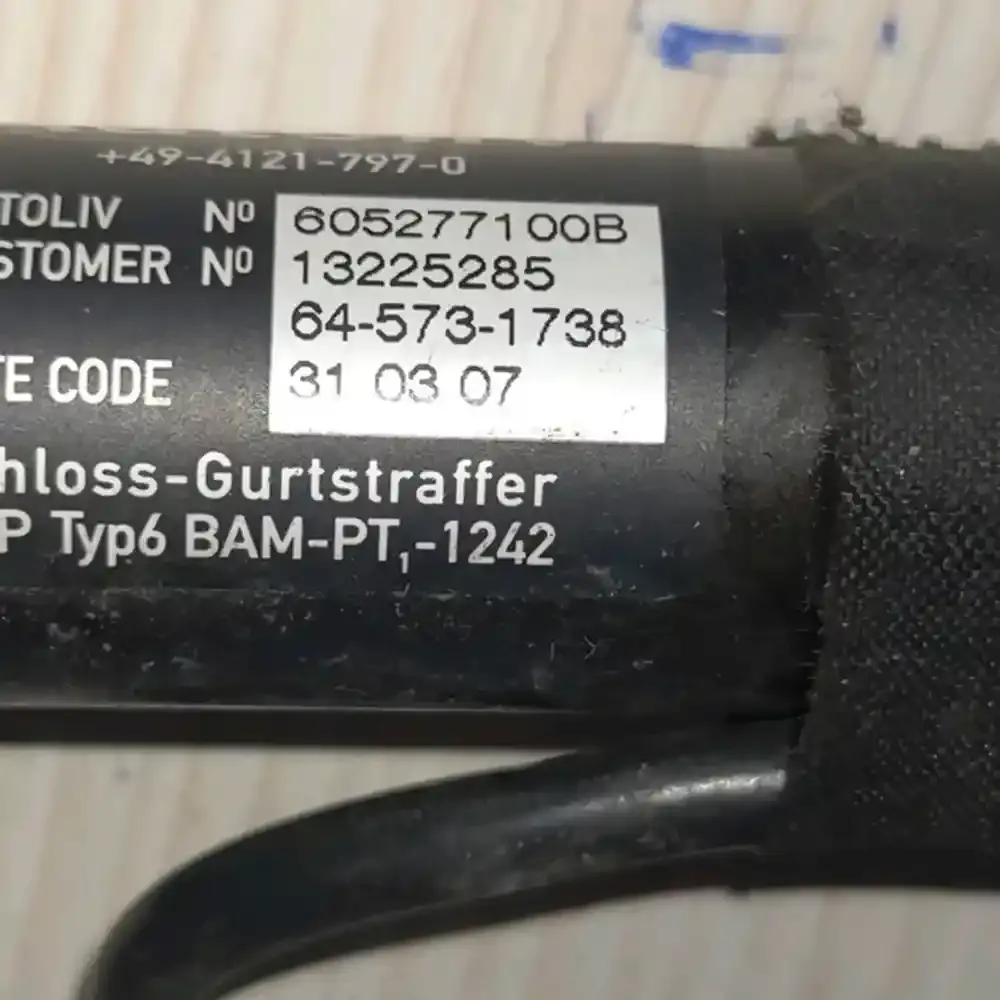 +49-4121-797-0
TOLIV Nº 605277100B
STOMER Nº 13225285
64-573-1738
TE CODE 31 03 07
hloss-Gurtstraffer
P Typ6 BAM-PT₁-1242